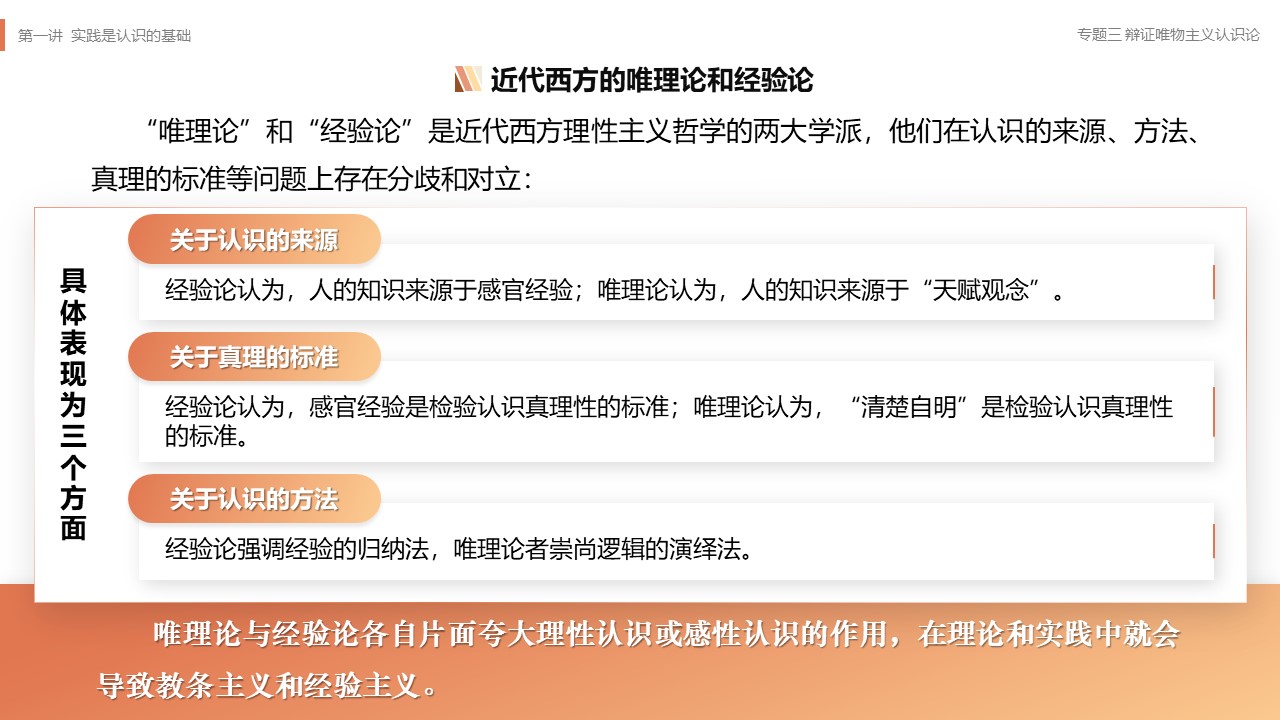 第一讲 实践是认识的基础
专题三 辩证唯物主义认识论
近代西方的唯理论和经验论
“唯理论”和“经验论”是近代西方理性主义哲学的两大学派，他们在认识的来源、方法、
真理的标准等问题上存在分歧和对立：
具体表现为三个方面
关于认识的来源
经验论认为，人的知识来源于感官经验；唯理论认为，人的知识来源于“天赋观念”。
关于真理的标准
经验论认为，感官经验是检验认识真理性的标准；唯理论认为，“清楚自明”是检验认识真理性
的标准。
关于认识的方法
经验论强调经验的归纳法，唯理论者崇尚逻辑的演绎法。
唯理论与经验论各自片面夸大理性认识或感性认识的作用，在理论和实践中就会
导致教条主义和经验主义。